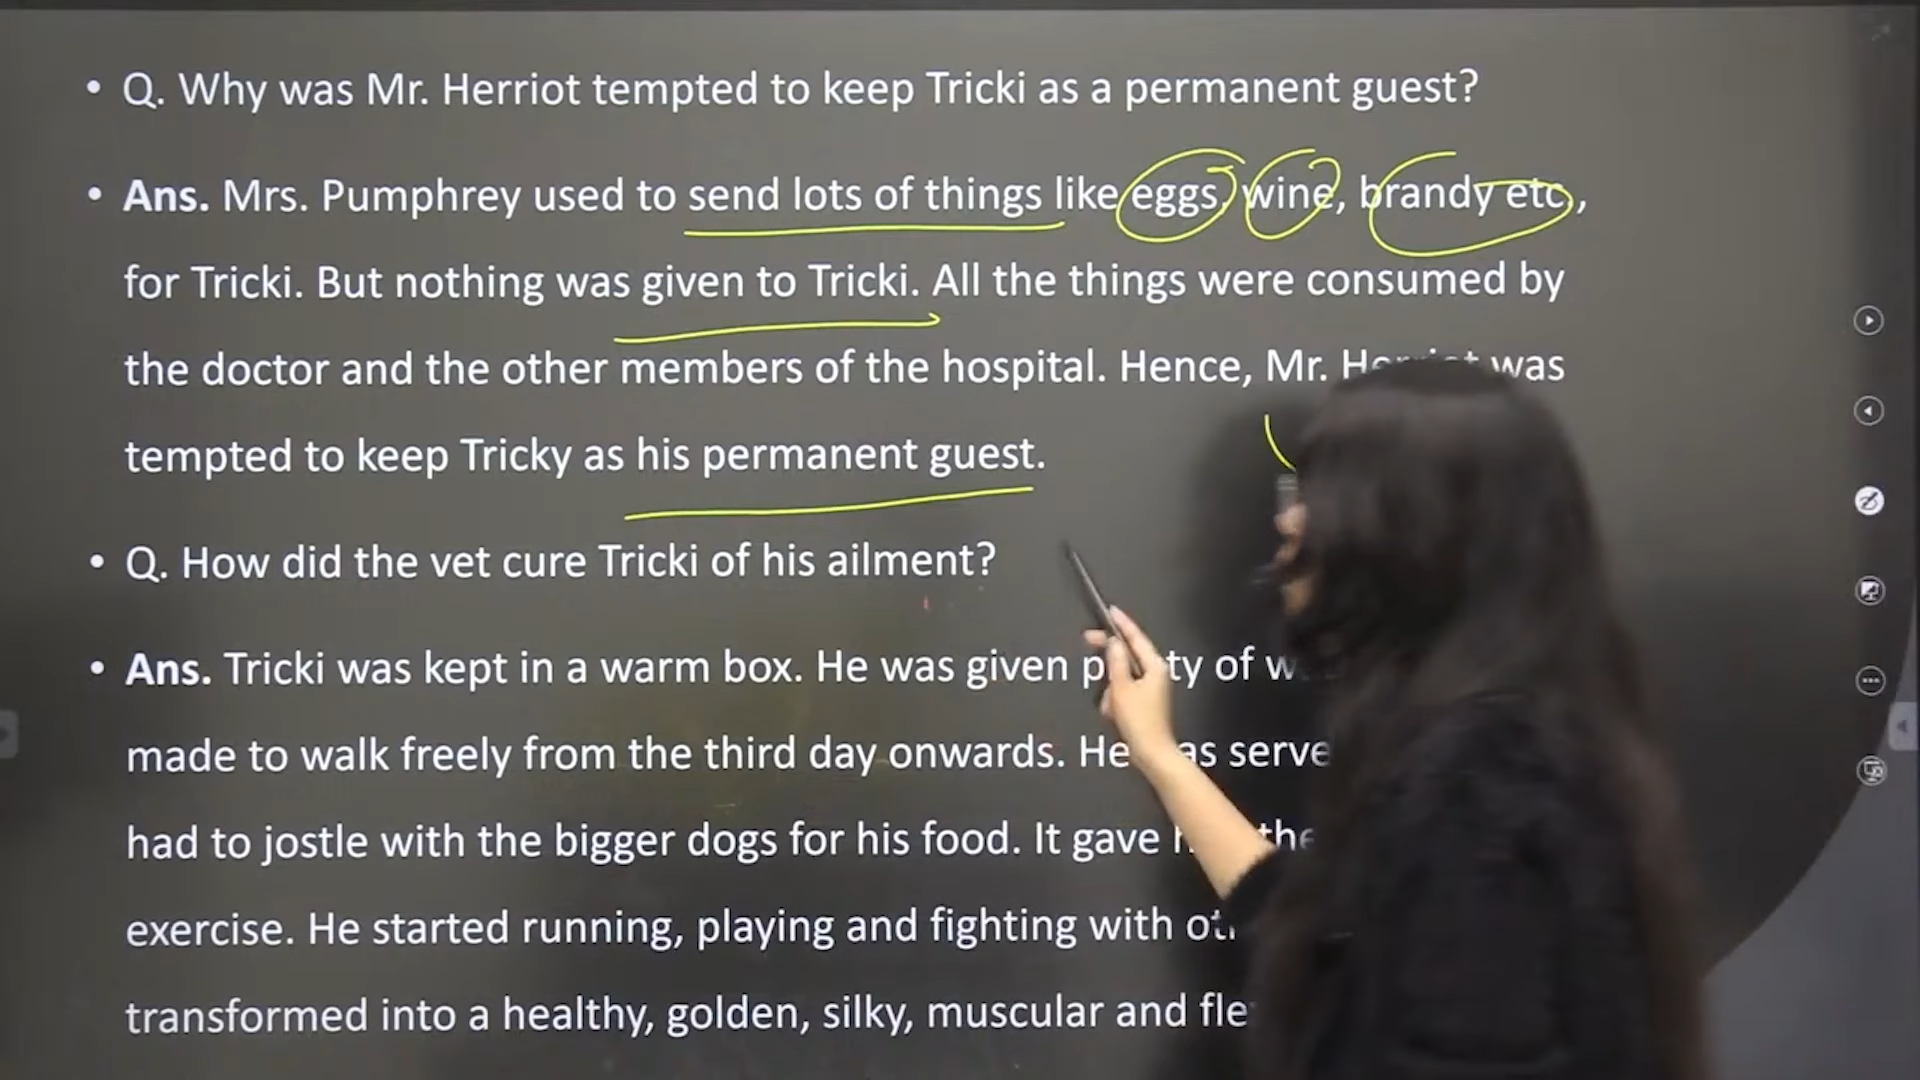 • Q. Why was Mr. Herriot tempted to keep Tricki as a permanent guest?
• Ans. Mrs. Pumphrey used to send lots of things like eggs, wine, brandy etc.,
for Tricki. But nothing was given to Tricki. All the things were consumed by
the doctor and the other members of the hospital. Hence, Mr. was
tempted to keep Tricky as his permanent guest.
• Q. How did the vet cure Tricki of his ailment?
• Ans. Tricki was kept in a warm box. He was given of
made to walk freely from the third day onwards. He
had to jostle with the bigger dogs for his food. It gave
exercise. He started running, playing and fighting with
transformed into a healthy, golden, silky, muscular and